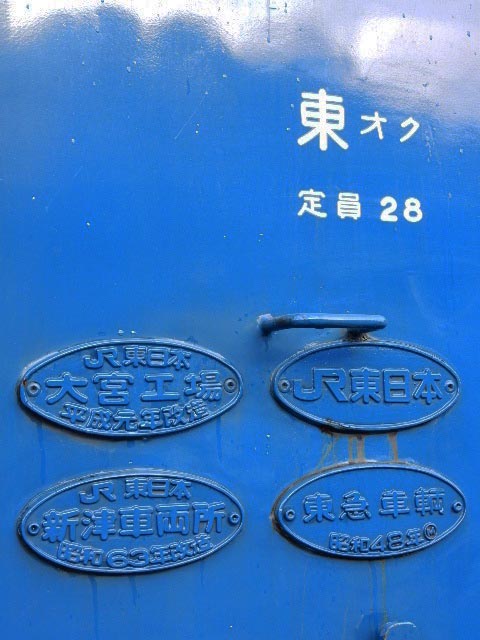 東オク
定員 28
JR東日本
大宮工場
平成元年改造
JR東日本
JR東日本
新津車両所
昭和63年改造
東急車輛
昭和48年